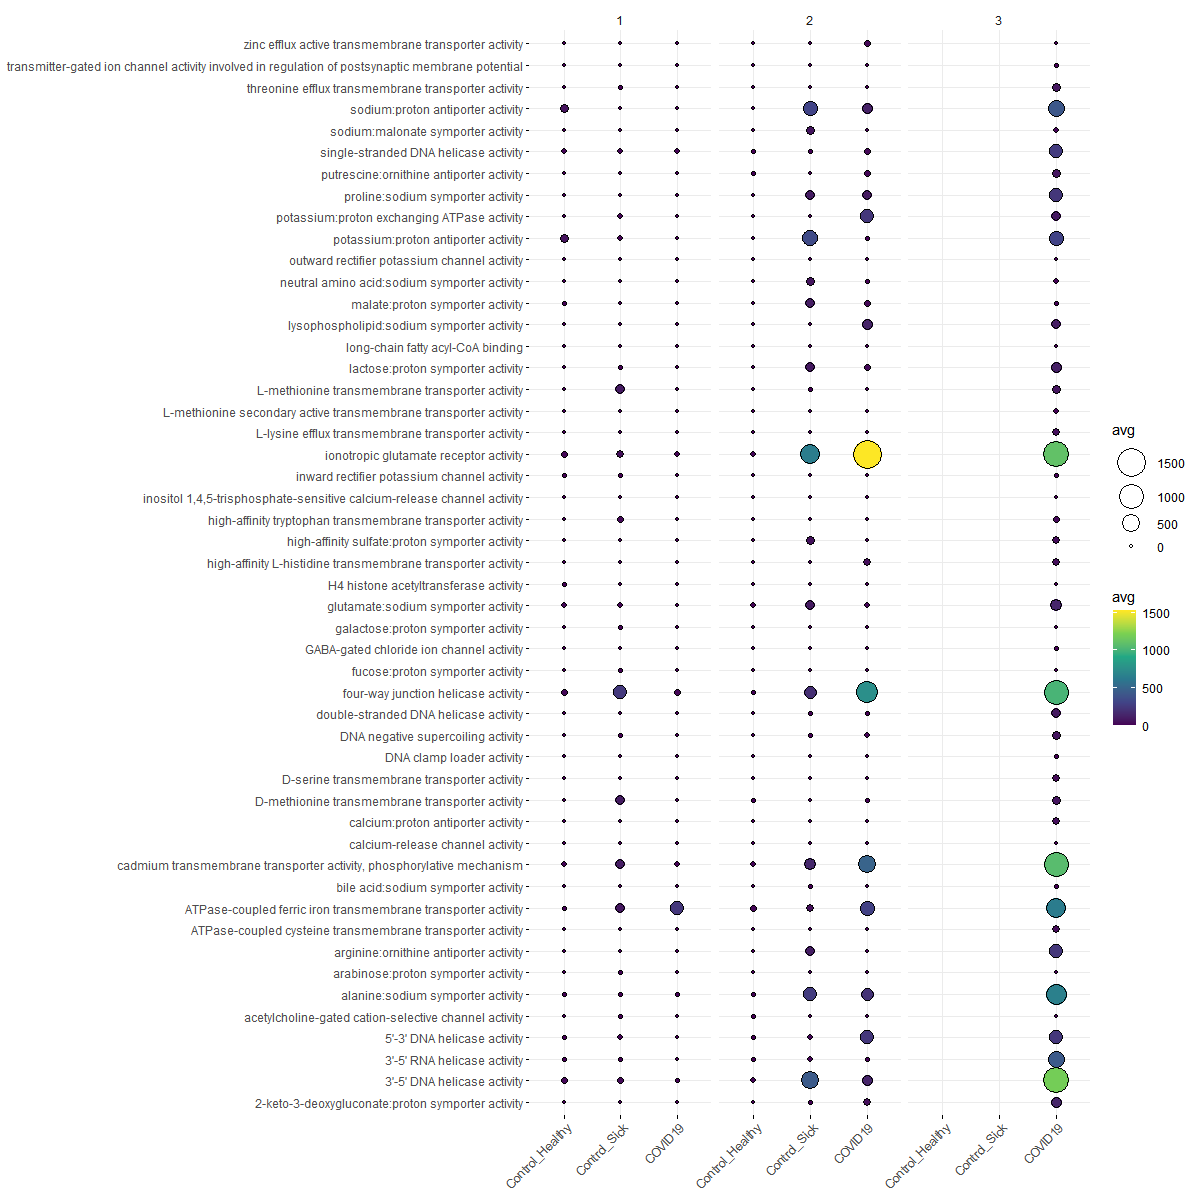 1 2 3
zinc efflux active transmembrane transporter activity
transmitter-gated ion channel activity involved in regulation of postsynaptic membrane potential
threonine efflux transmembrane transporter activity
sodium:proton antiporter activity
sodium:malonate symporter activity
single-stranded DNA helicase activity
putrescine:ornithine antiporter activity
proline:sodium symporter activity
potassium:proton exchanging ATPase activity
potassium:proton antiporter activity
outward rectifier potassium channel activity
neutral amino acid:sodium symporter activity
malate:proton symporter activity
lysophospholipid:sodium symporter activity
long-chain fatty acyl-CoA binding
lactose:proton symporter activity
L-methionine transmembrane transporter activity
L-methionine secondary active transmembrane transporter activity
L-lysine efflux transmembrane transporter activity
ionotropic glutamate receptor activity
inward rectifier potassium channel activity
inositol 1,4,5-trisphosphate-sensitive calcium-release channel activity
high-affinity tryptophan transmembrane transporter activity
high-affinity sulfate:proton symporter activity
high-affinity L-histidine transmembrane transporter activity
H4 histone acetyltransferase activity
glutamate:sodium symporter activity
galactose:proton symporter activity
GABA-gated chloride ion channel activity
fucose:proton symporter activity
four-way junction helicase activity
double-stranded DNA helicase activity
DNA negative supercoiling activity
DNA clamp loader activity
D-serine transmembrane transporter activity
D-methionine transmembrane transporter activity
calcium:proton antiporter activity
calcium-release channel activity
cadmium transmembrane transporter activity, phosphorylative mechanism
bile acid:sodium symporter activity
ATPase-coupled ferric iron transmembrane transporter activity
ATPase-coupled cysteine transmembrane transporter activity
arginine:ornithine antiporter activity
arabinose:proton symporter activity
alanine:sodium symporter activity
acetylcholine-gated cation-selective channel activity
5'-3' DNA helicase activity
3'-5' RNA helicase activity
3'-5' DNA helicase activity
2-keto-3-deoxygluconate:proton symporter activity
Control_Healthy Control_Sick COVID19 Control_Healthy Control_Sick COVID19 Control_Healthy Control_Sick COVID19
avg
1500
1000
500
0
avg
1500
1000
500
0